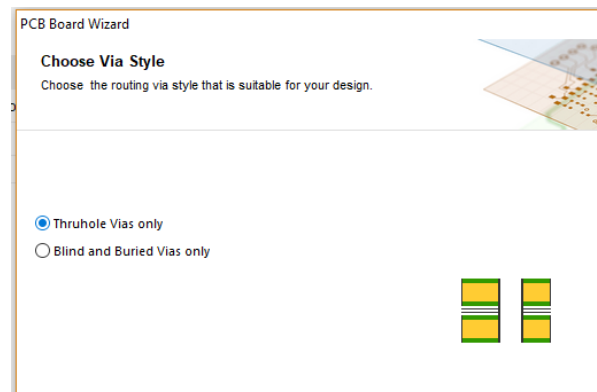 PCB Board Wizard
Choose Via Style
Choose the routing via style that is suitable for your design.
Thruhole Vias only
Blind and Buried Vias only